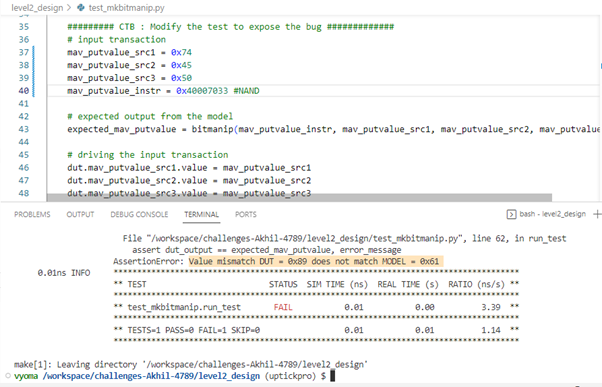 level2_design > test_mkbitmanip.py
35 ######### CTB : Modify the test to expose the bug #############
36 # input transaction
37 mav_putvalue_src1 = 0x74
38 mav_putvalue_src2 = 0x45
39 mav_putvalue_src3 = 0x50
40 mav_putvalue_instr = 0x40007033 #NAND
41
42 # expected output from the model
43 expected_mav_putvalue = bitmanip(mav_putvalue_instr, mav_putvalue_src1, mav_putvalue_src2, mav_putvalue
44
45 # driving the input transaction
46 dut.mav_putvalue_src1.value = mav_putvalue_src1
47 dut.mav_putvalue_src2.value = mav_putvalue_src2
48 dut.mav_putvalue_src3.value = mav_putvalue_src3
PROBLEMS OUTPUT DEBUG CONSOLE TERMINAL PORTS bash - level2_design
File "/workspace/challenges-Akhil-4789/level2_design/test_mkbitmanip.py", line 62, in run_test
assert dut_output == expected_mav_putvalue, error_message
AssertionError: Value mismatch DUT = 0x89 does not match MODEL = 0x61
0.01ns INFO **************************************************************************************
** TEST STATUS SIM TIME (ns) REAL TIME (s) RATIO (ns/s) **
**************************************************************************************
** test_mkbitmanip.run_test FAIL 0.01 0.00 3.39 **
**************************************************************************************
** TESTS=1 PASS=0 FAIL=1 SKIP=0 0.01 0.01 1.14 **
**************************************************************************************
make[1]: Leaving directory '/workspace/challenges-Akhil-4789/level2_design'
vyoma /workspace/challenges-Akhil-4789/level2_design (uptickpro) $